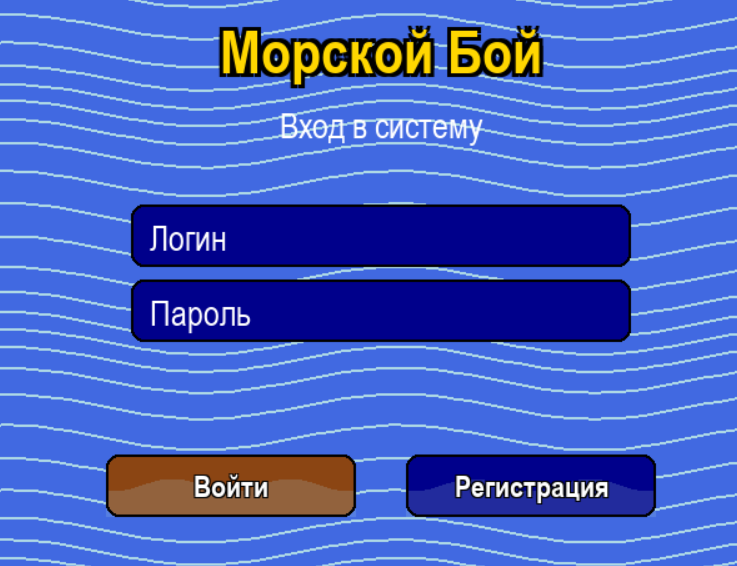 Морской Бой
Вход в систему
Логин
Пароль
Войти
Регистрация